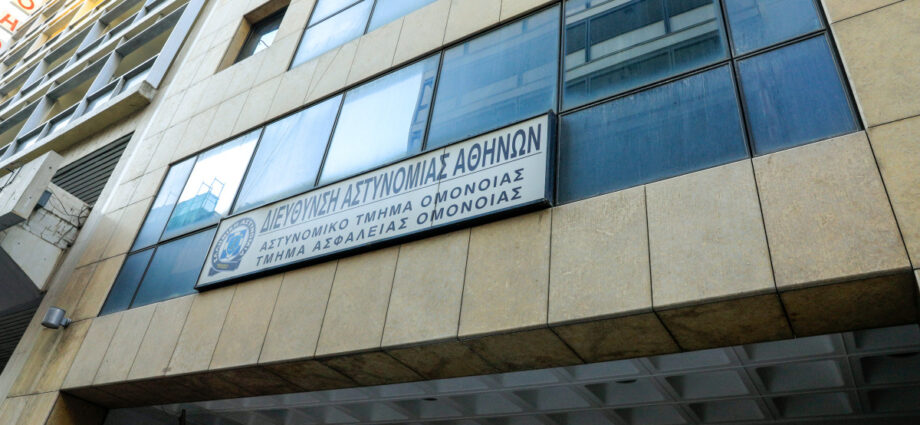 ΔΙΕΥΘΥΝΣΗ ΑΣΤΥΝΟΜΙΑΣ ΑΘΗΝΩΝ
ΑΣΤΥΝΟΜΙΚΟ ΤΜΗΜΑ ΟΜΟΝΟΙΑΣ
ΤΜΗΜΑ ΑΣΦΑΛΕΙΑΣ ΟΜΟΝΟΙΑΣ